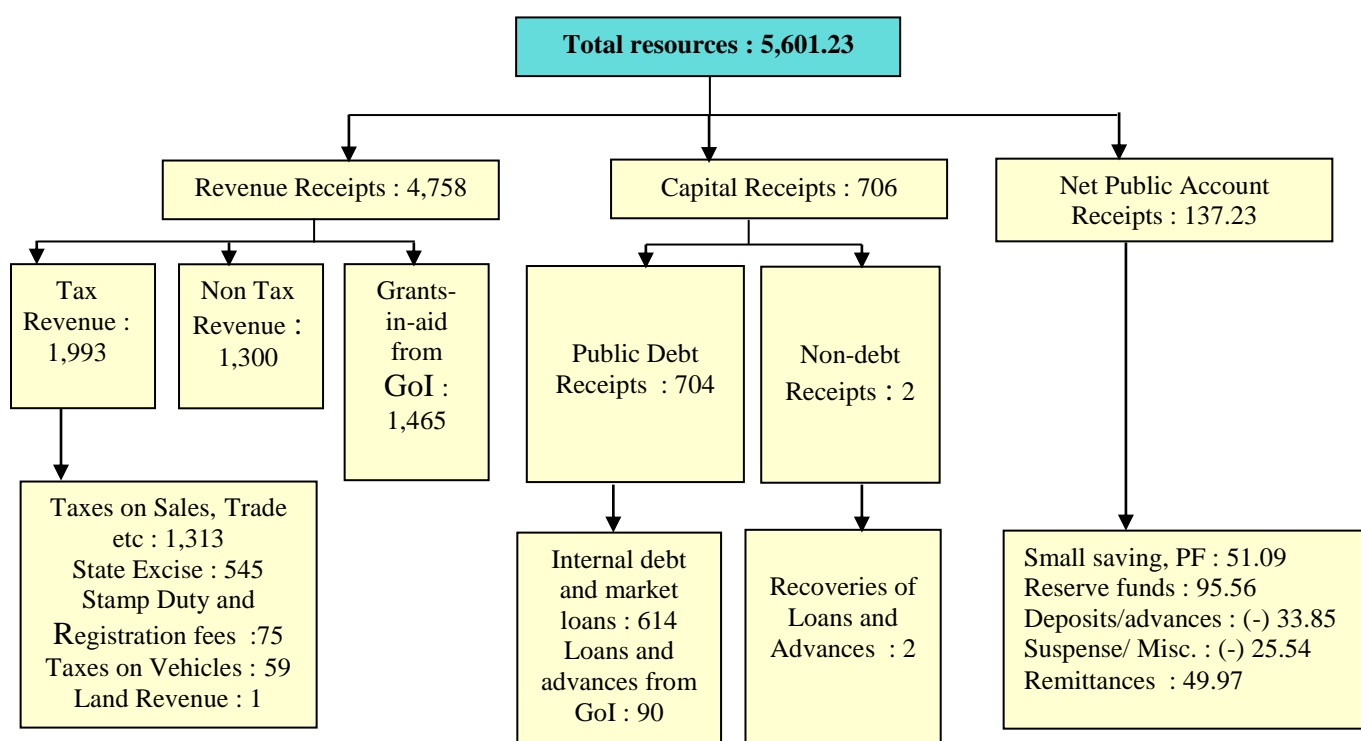 Total resources : 5,601.23
Revenue Receipts : 4,758
Capital Receipts : 706
Net Public Account
Receipts : 137.23
Tax
Revenue :
1,993
Non Tax
Revenue :
1,300
Grants-
in-aid
from
GoI :
1,465
Public Debt
Receipts : 704
Non-debt
Receipts : 2
Taxes on Sales, Trade
etc : 1,313
State Excise : 545
Stamp Duty and
Registration fees :75
Taxes on Vehicles : 59
Land Revenue : 1
Internal debt
and market
loans : 614
Loans and
advances from
GoI : 90
Recoveries of
Loans and
Advances : 2
Small saving, PF : 51.09
Reserve funds : 95.56
Deposits/advances : (-) 33.85
Suspense/ Misc. : (-) 25.54
Remittances : 49.97